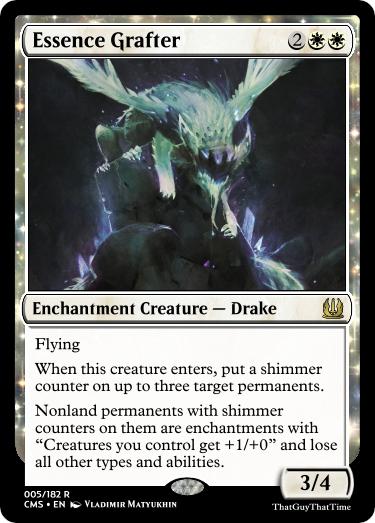 Essence Grafter 2
Enchantment Creature — Drake
Flying
When this creature enters, put a shimmer
counter on up to three target permanents.
Nonland permanents with shimmer
counters on them are enchantments with
“Creatures you control get +1/+0” and lose
all other types and abilities.
3/4
005/182 R
CMS • EN Vladimir Matyukhin
ThatGuyThatTime